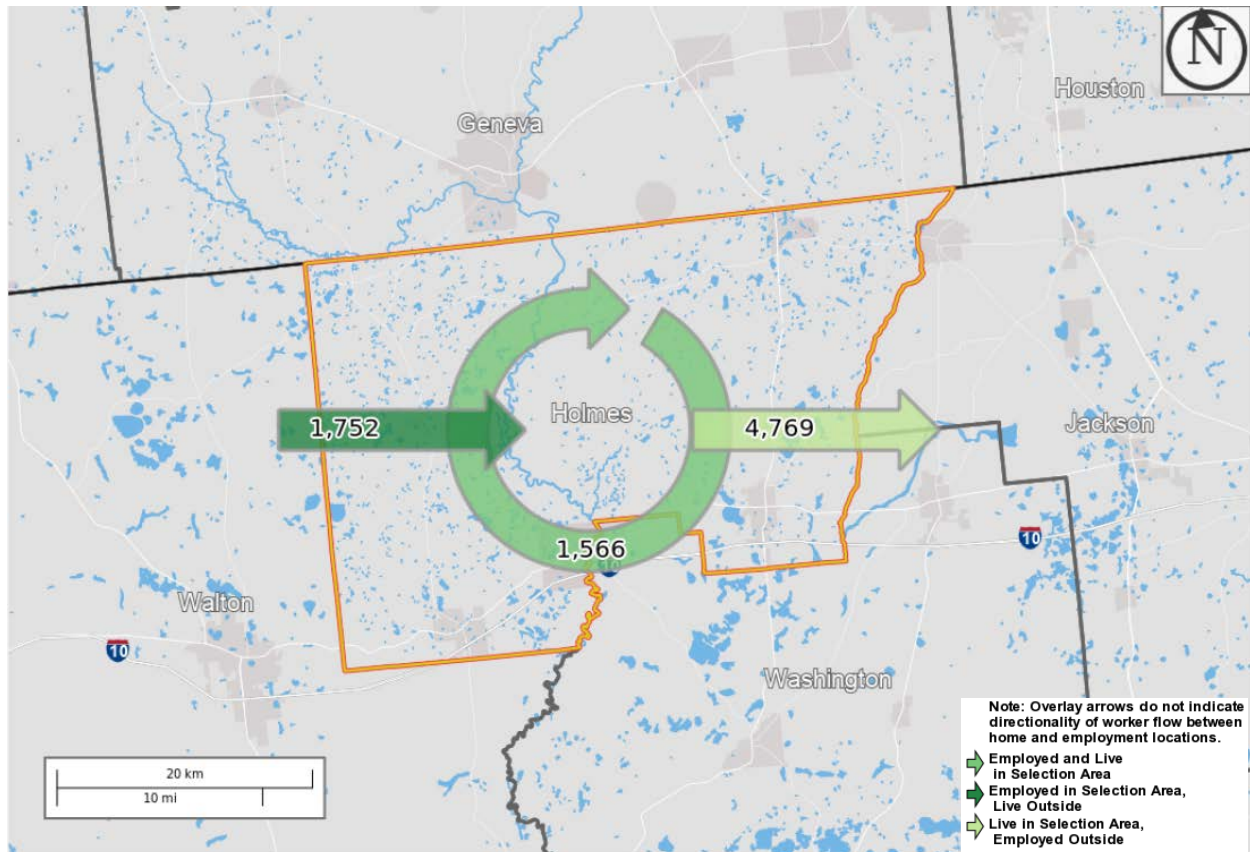 N
Houston
Geneva
Holmes
1,752
4,769
Jackson
1,566
10
10
Walton
10
Washington
20 km
10 mi
Note: Overlay arrows do not indicate
directionality of worker flow between
home and employment locations.
Employed and Live
in Selection Area
Employed in Selection Area,
Live Outside
Live in Selection Area,
Employed Outside